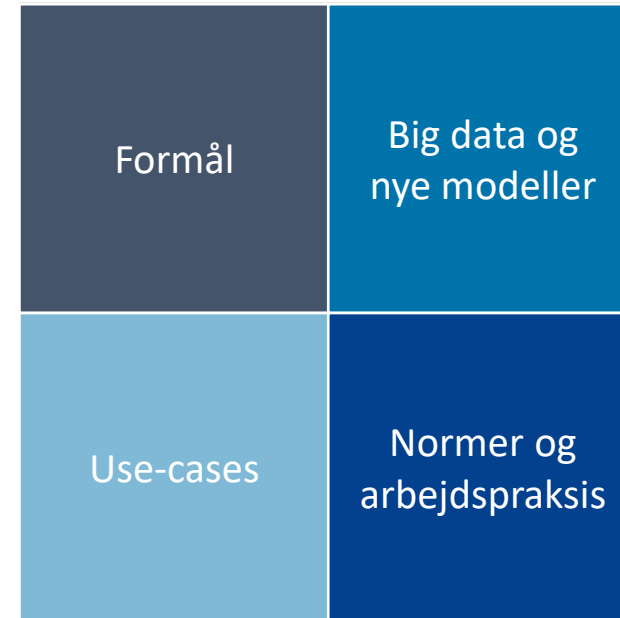 Formål
Big data og
nye modeller
Use-cases
Normer og
arbejdspraksis